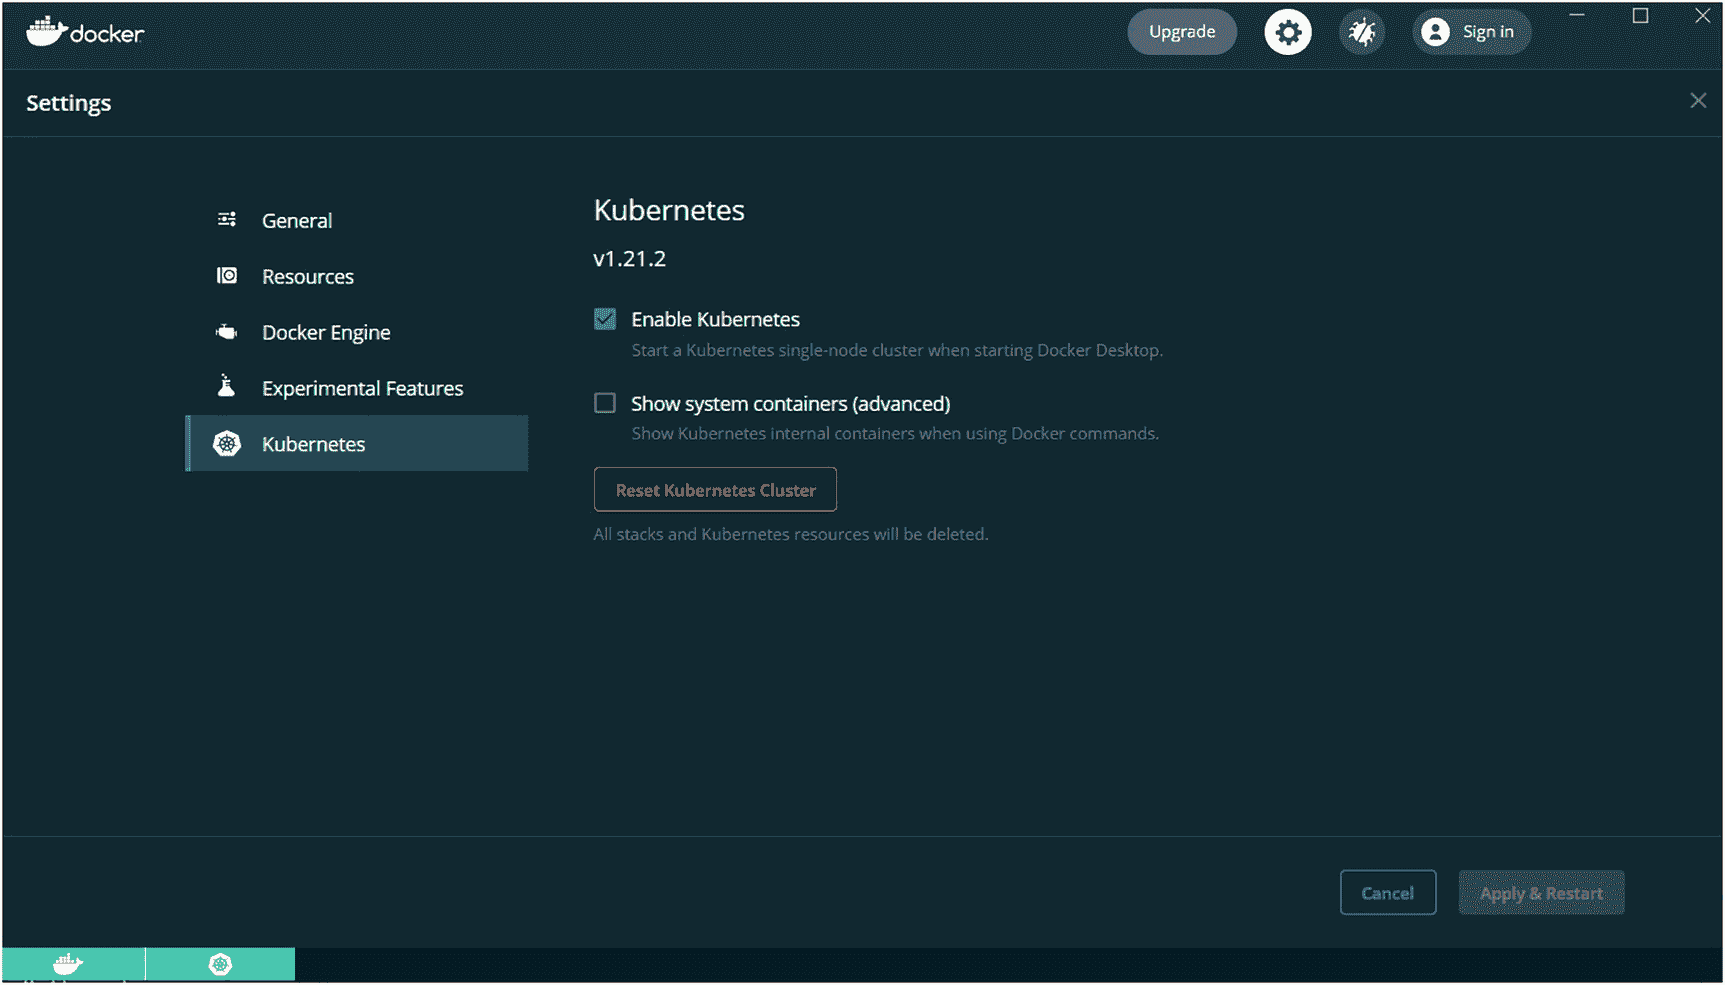 docker
Upgrade
Sign in
Settings
General
Resources
Docker Engine
Experimental Features
Kubernetes
Kubernetes
v1.21.2
Enable Kubernetes
Start a Kubernetes single-node cluster when starting Docker Desktop.
Show system containers (advanced)
Show Kubernetes internal containers when using Docker commands.
Reset Kubernetes Cluster
All stacks and Kubernetes resources will be deleted.
Cancel
Apply & Restart